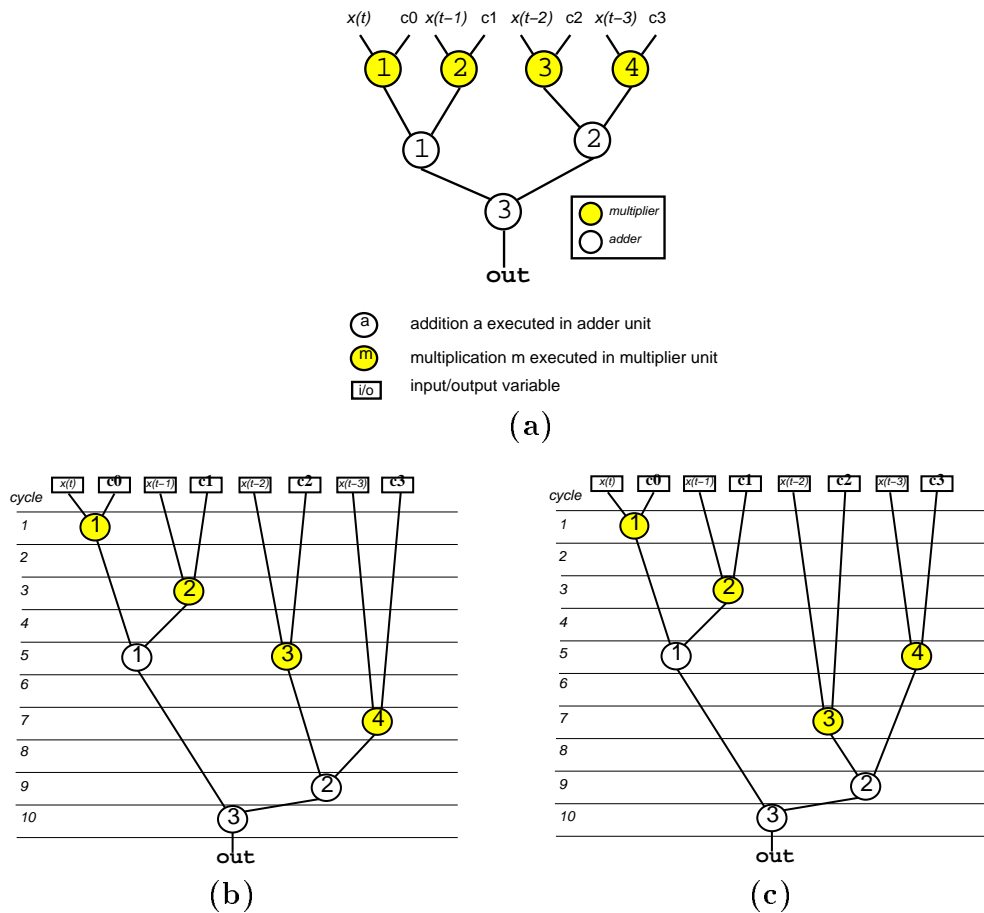 x(t) c0 x(t−1) c1 x(t−2) c2 x(t−3) c3
1 2 3 4
1 2
3
multiplier
adder
out
a addition a executed in adder unit
m multiplication m executed in multiplier unit
i/o input/output variable
(a)
x(t) c0 x(t−1) c1 x(t−2) c2 x(t−3) c3
cycle
1 1
2
3 2
4
5 1 3
6
7 4
8
9 2
10 3
out
(b)
x(t) c0 x(t−1) c1 x(t−2) c2 x(t−3) c3
cycle
1 1
2
3 2
4
5 1 4
6
7 3
8
9 2
10 3
out
(c)